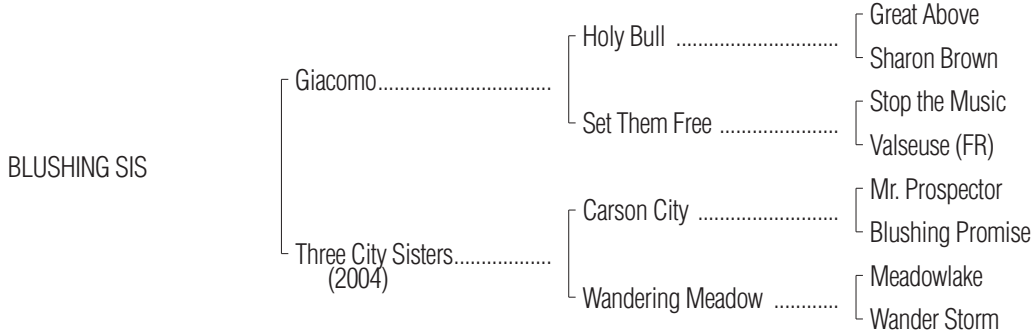 Great Above
Holy Bull ............................
Sharon Brown
Giacomo..............................
Stop the Music
Set Them Free ....................
Valseuse (FR)
BLUSHING SIS
Mr. Prospector
Carson City ........................
Blushing Promise
Three City Sisters.................
(2004)
Meadowlake
Wandering Meadow ............
Wander Storm